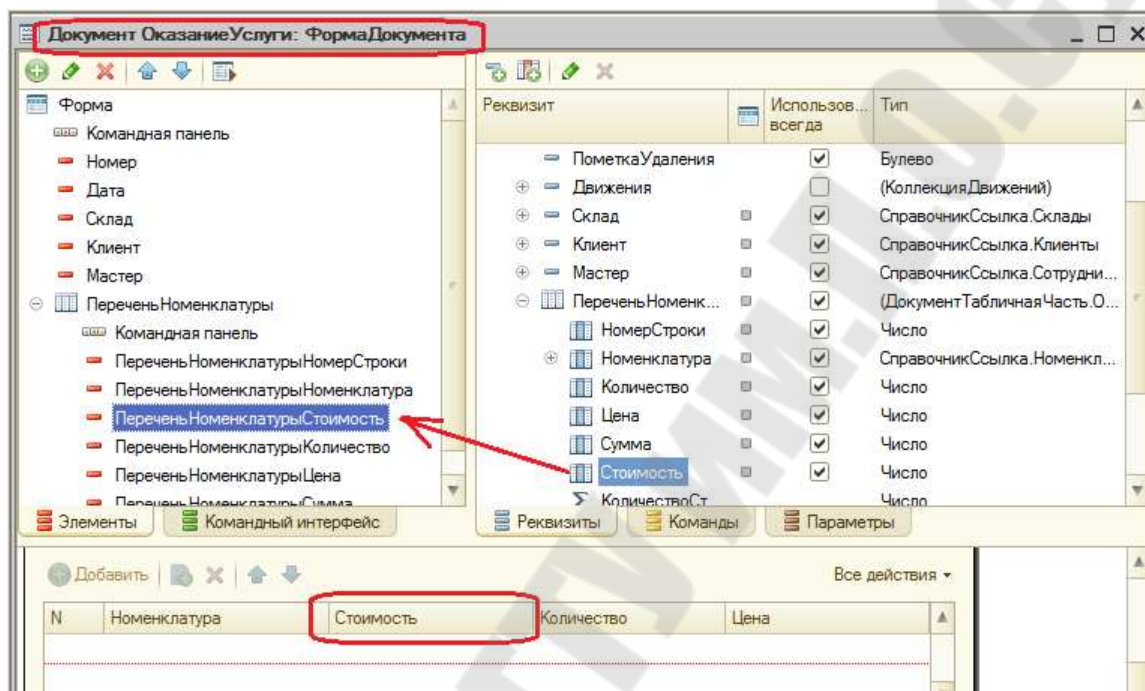 Документ ОказаниеУслуги: ФормаДокумента
Форма
Командная панель
Номер
Дата
Склад
Клиент
Мастер
ПереченьНоменклатуры
Командная панель
ПереченьНоменклатурыНомерСтроки
ПереченьНоменклатурыНоменклатура
ПереченьНоменклатурыСтоимость
ПереченьНоменклатурыКоличество
ПереченьНоменклатурыЦена
ПереченьНоменклатурыСумма
Элементы Командный интерфейс
Реквизит Использов... всегда Тип
ПометкаУдаления Булево
Движения (КоллекцияДвижений)
Склад СправочникСсылка.Склады
Клиент СправочникСсылка.Клиенты
Мастер СправочникСсылка.Сотрудни...
ПереченьНоменк... (ДокументТабличнаяЧасть.О...
НомерСтроки Число
Номенклатура СправочникСсылка.Номенкл...
Количество Число
Цена Число
Сумма Число
Стоимость Число
КоличествоСт Число
Реквизиты Команды Параметры
Добавить Все действия
N Номенклатура Стоимость Количество Цена